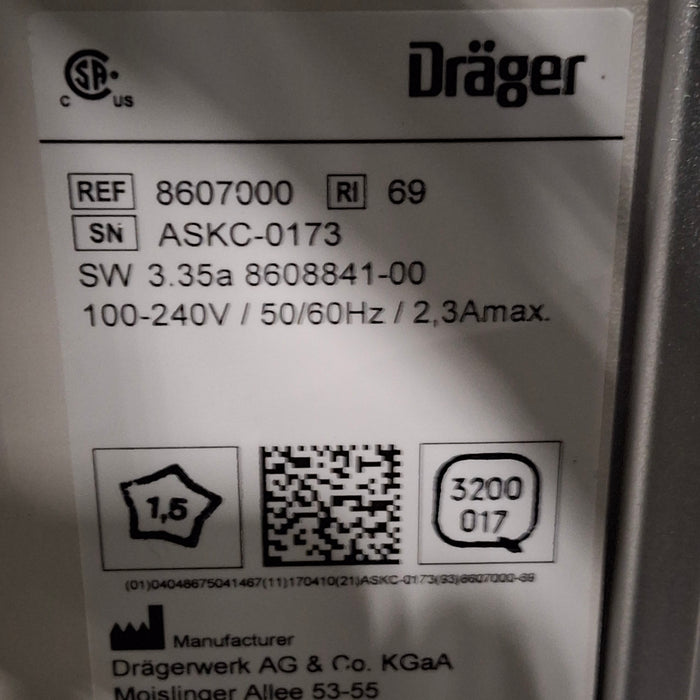 C SA US
Dräger
REF 8607000 RI 69
SN ASKC-0173
SW 3.35a 8608841-00
100-240V / 50/60Hz / 2,3Amax.
1,5
3200
017
(01)04048675041467(11)170410(21)ASKC-0173(93)8607000-69
Manufacturer
Drägerwerk AG & Co. KGaA
Moislinger Allee 53-55